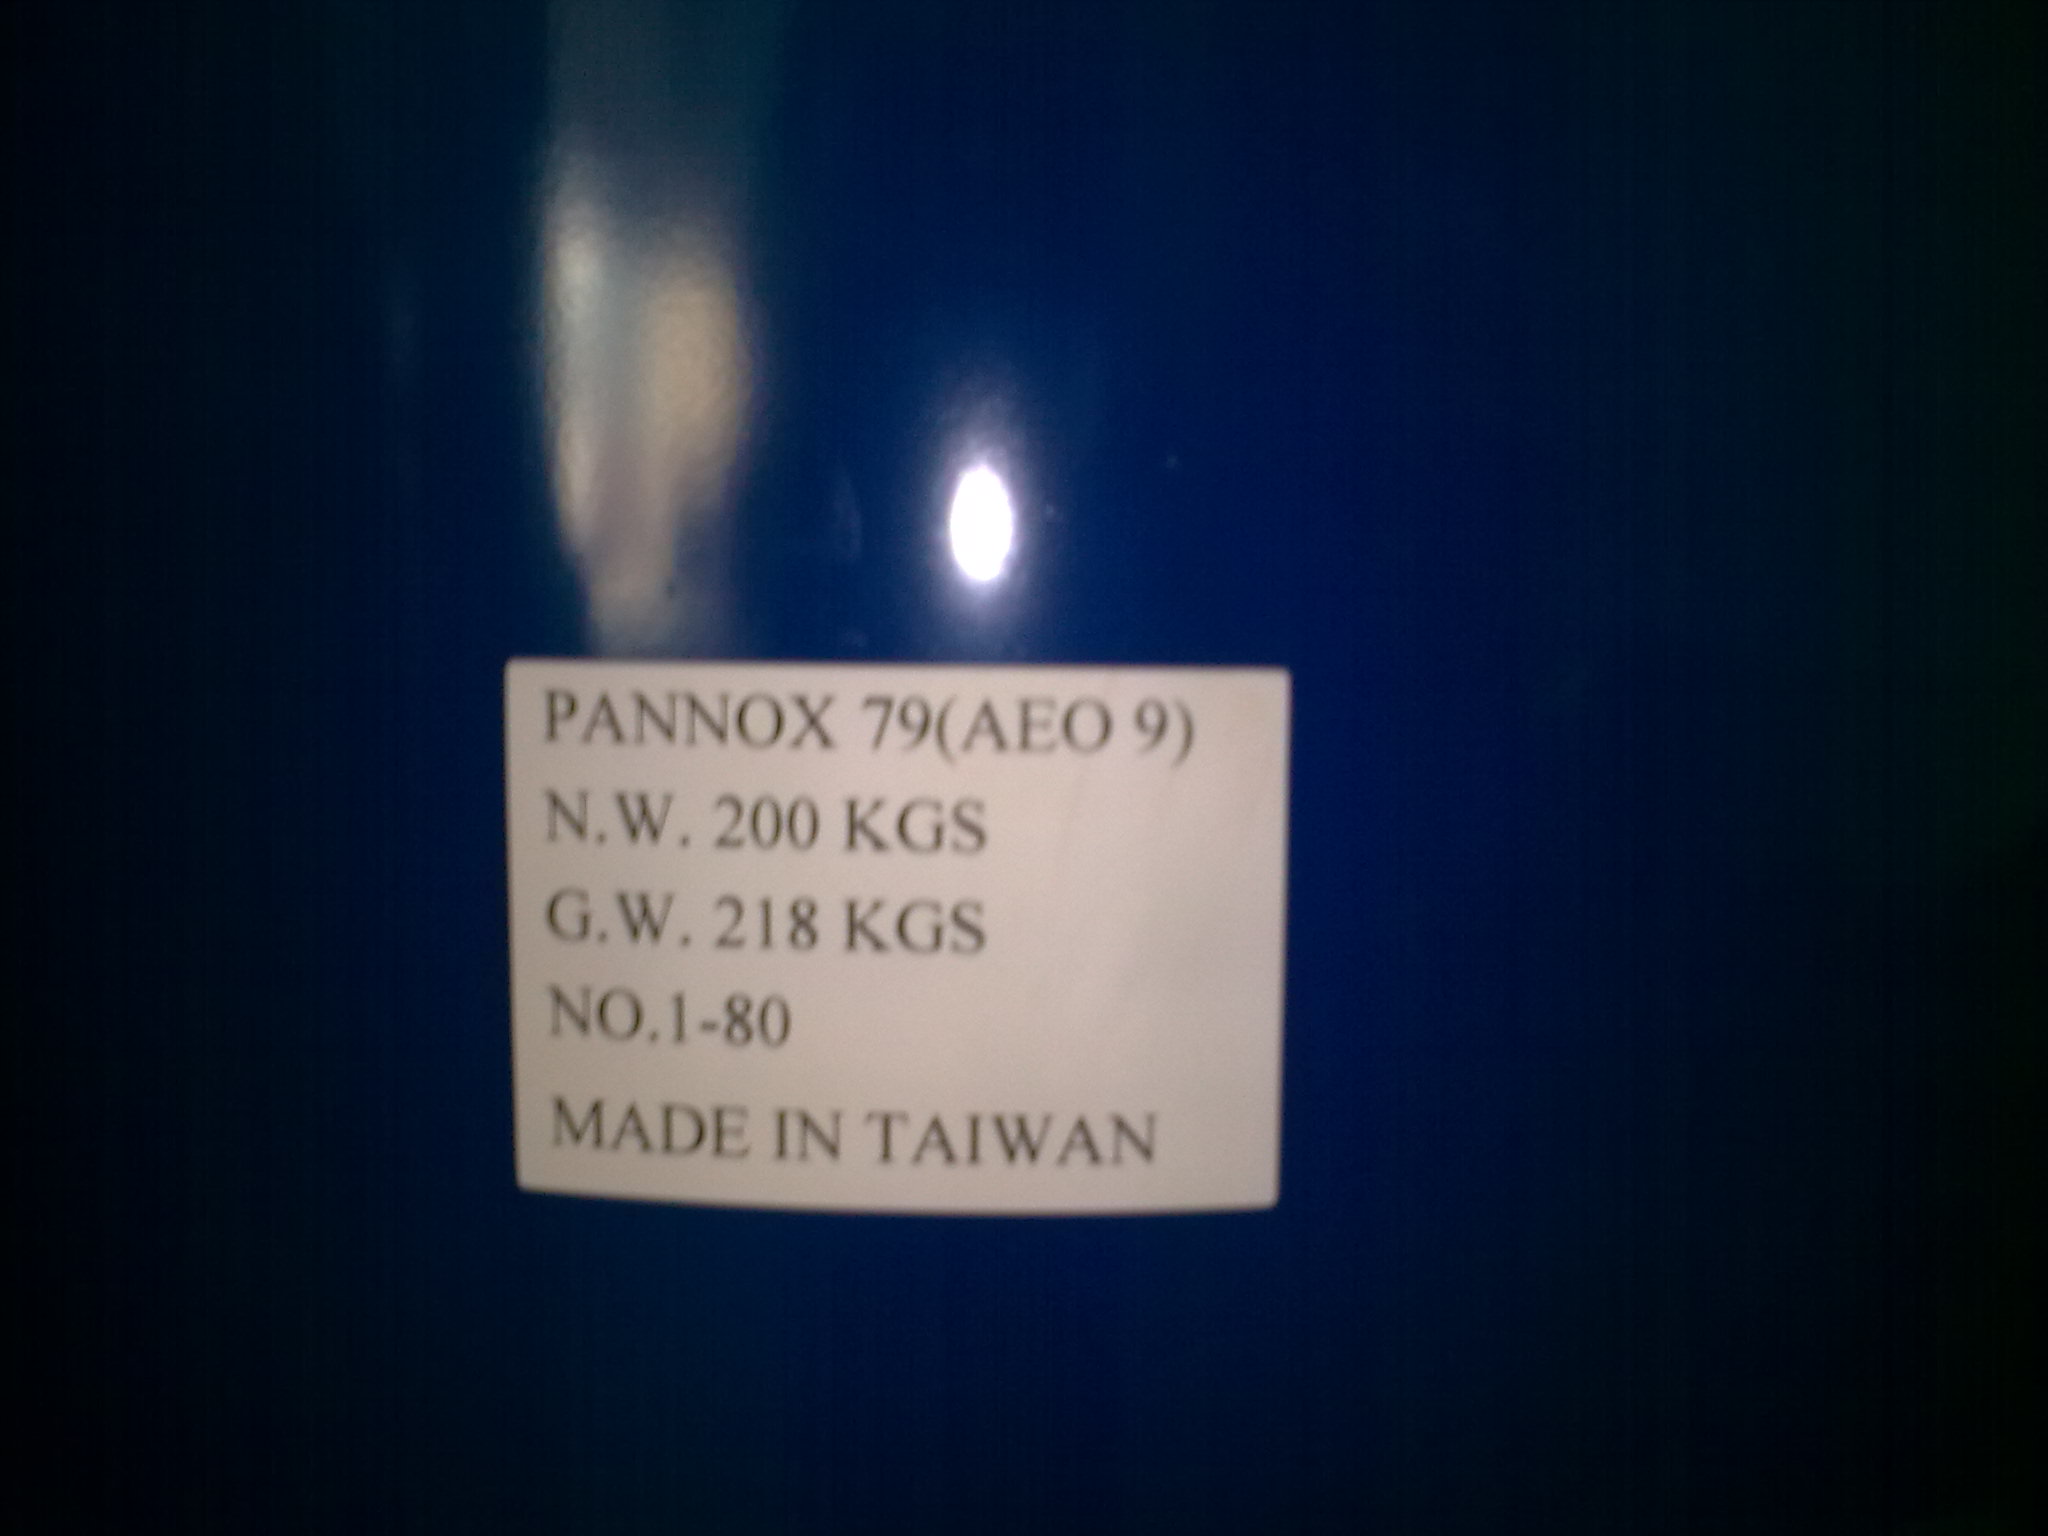 PANNOX 79(AEO 9)
N.W. 200 KGS
G.W. 218 KGS
NO.1-80
MADE IN TAIWAN